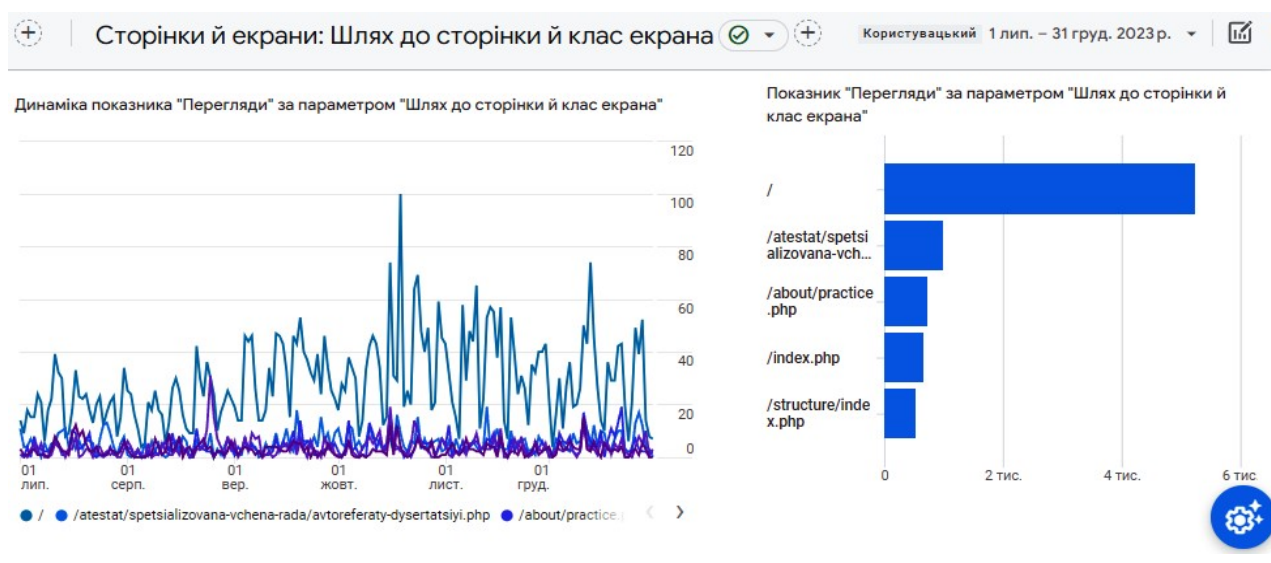 Сторінки й екрани: Шлях до сторінки й клас екрана
Користувацький 1 лип. – 31 груд. 2023 р.
Динаміка показника "Перегляди" за параметром "Шлях до сторінки й клас екрана"
120
100
80
60
40
20
0
01 лип.
01 серп.
01 вер.
01 жовт.
01 лист.
01 груд.
/
/atestat/spetsializovana-vchena-rada/avtoreferaty-dysertatsiyi.php
/about/practice.
Показник "Перегляди" за параметром "Шлях до сторінки й
клас екрана"
/
/atestat/spetsi
alizovana-vch...
/about/practice
.php
/index.php
/structure/inde
x.php
0
2 тис.
4 тис.
6 тис